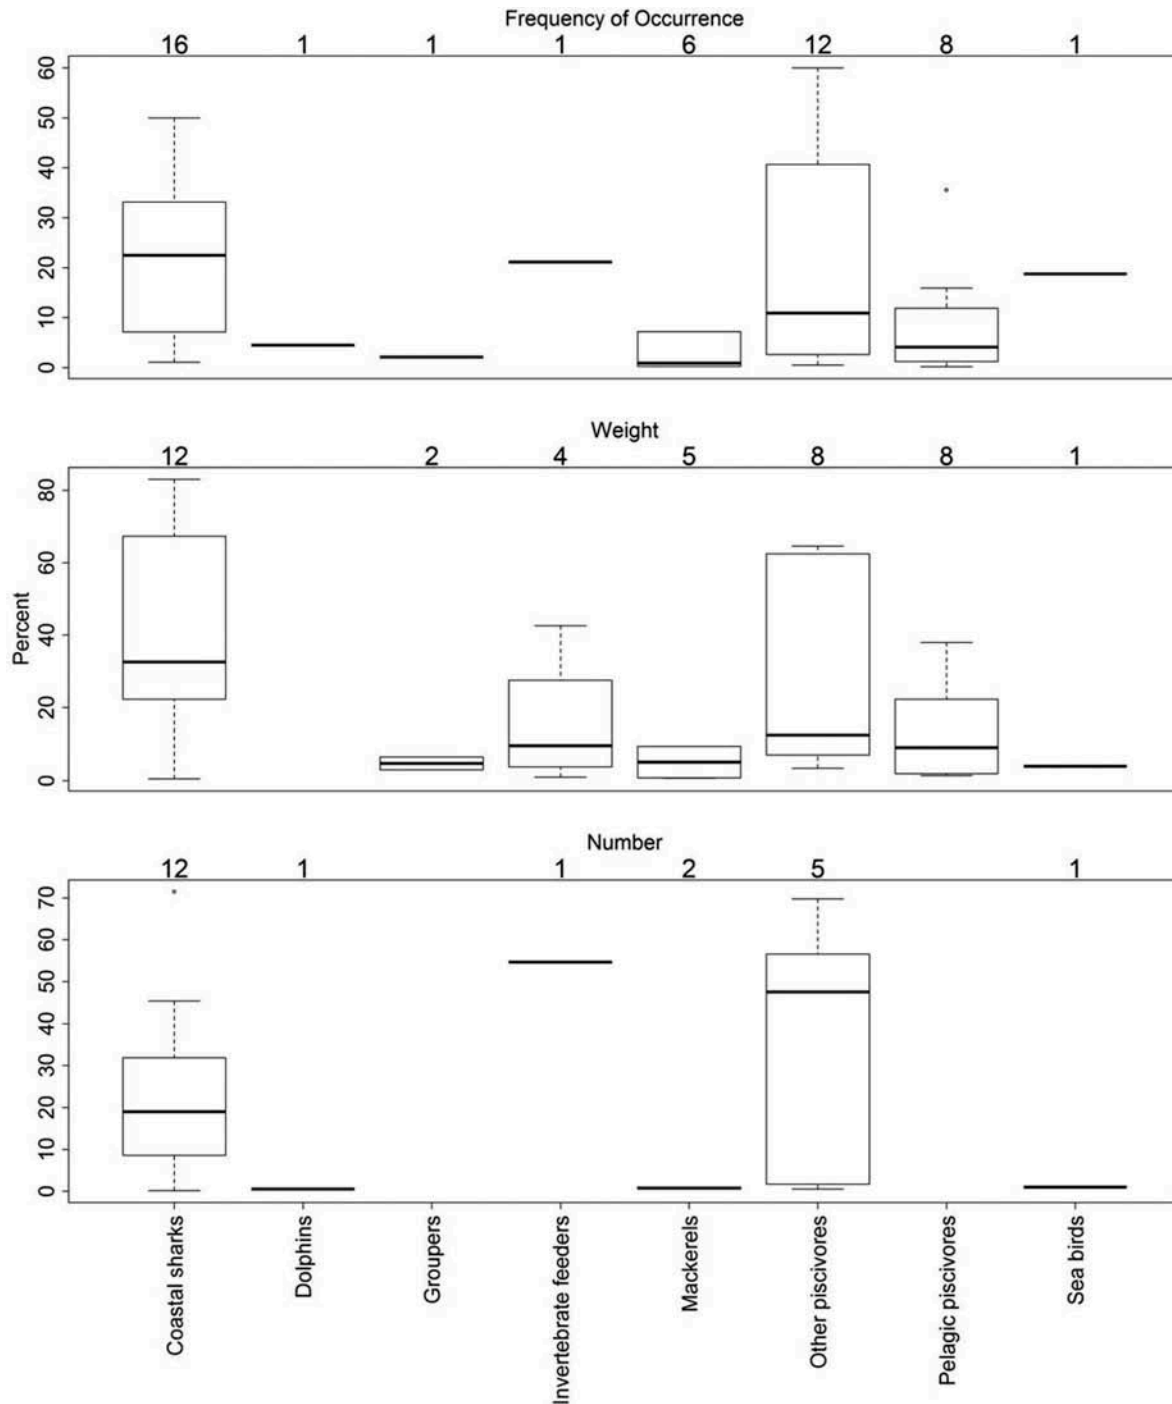 Frequency of Occurrence
16 1 1 1 6 12 8 1
60
50
40
30
20
10
0
Weight
12 2 4 5 8 8 1
80
60
40
20
0
Percent
Number
12 1 1 2 5 1
70
60
50
40
30
20
10
0
Coastal sharks
Dolphins
Groupers
Invertebrate feeders
Mackerels
Other piscivores
Pelagic piscivores
Sea birds